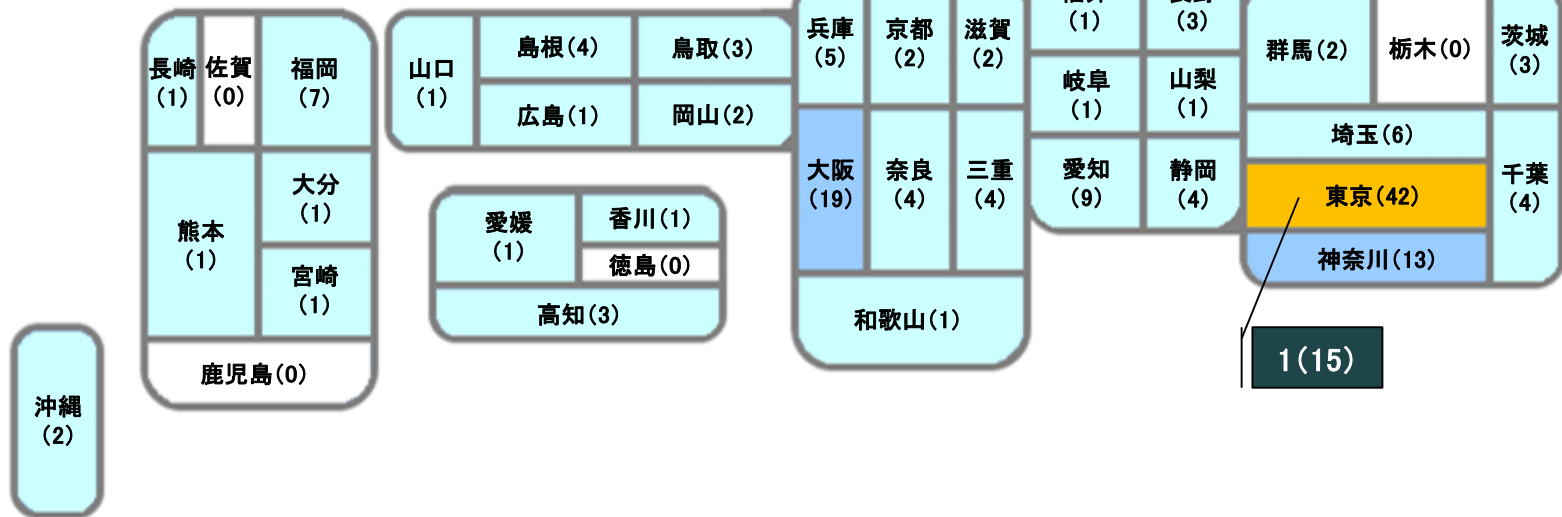 (1)
(3)
兵庫
(5)
京都
(2)
滋賀
(2)
群馬(2)
栃木(0)
茨城
(3)
長崎
(1)
佐賀
(0)
福岡
(7)
山口
(1)
島根(4)
鳥取(3)
広島(1)
岡山(2)
岐阜
(1)
山梨
(1)
埼玉(6)
大阪
(19)
奈良
(4)
三重
(4)
愛知
(9)
静岡
(4)
東京(42)
千葉
(4)
神奈川(13)
熊本
(1)
大分
(1)
宮崎
(1)
愛媛
(1)
香川(1)
徳島(0)
高知(3)
和歌山(1)
1(15)
鹿児島(0)
沖縄
(2)